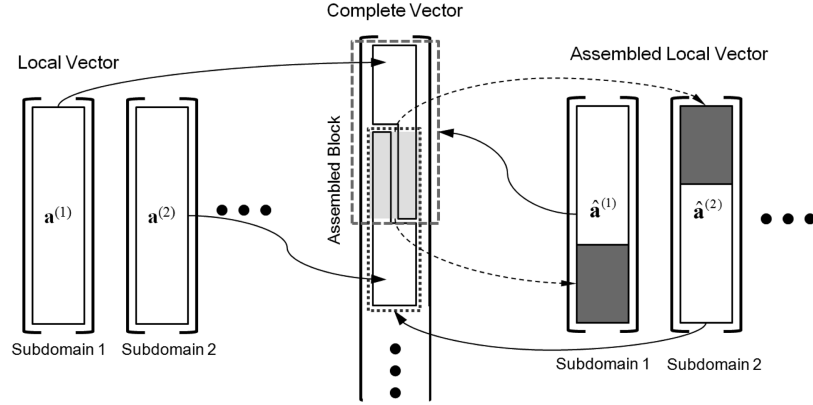 Complete Vector
Local Vector
Assembled Local Vector
Assembled Block
a(1)
a(2)
â(1)
â(2)
Subdomain 1
Subdomain 2
Subdomain 1
Subdomain 2